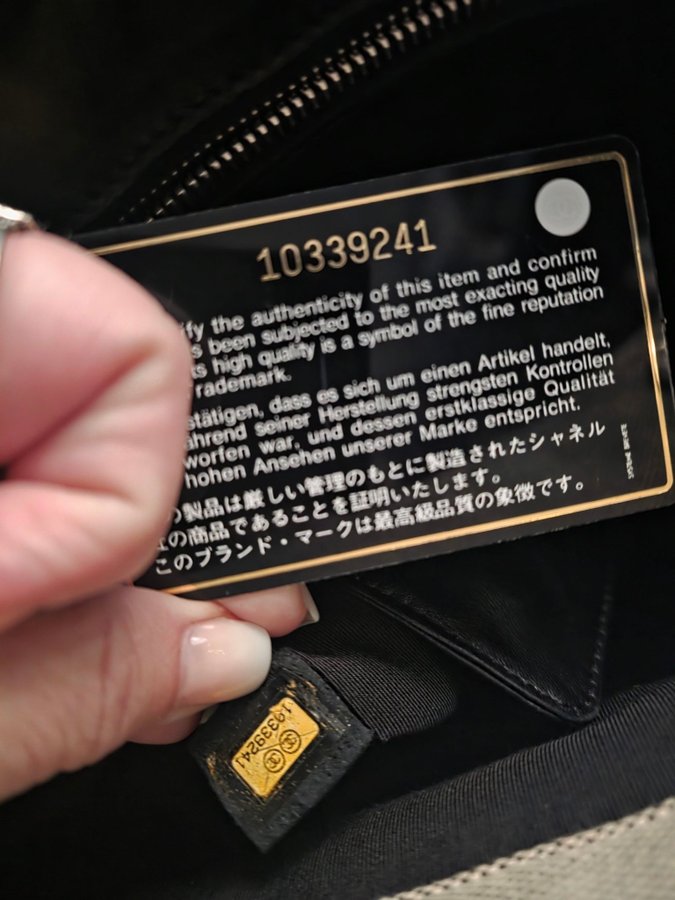 10339241
the authenticity of this item and confirm
been subjected to the most exacting quality
high quality is a symbol of the fine reputation
rademark.
etätigen, dass es sich um einen Artikel handelt,
ährend seiner Herstellung strengsten Kontrollen
worfen war, und dessen erstklassige Qualität
hohen Ansehen unserer Marke entspricht.
製品は厳しい管理のもとに製造されたシャネル
の商品であることを証明いたします。
このブランド・マークは最高級品質の象徴です。
10339241